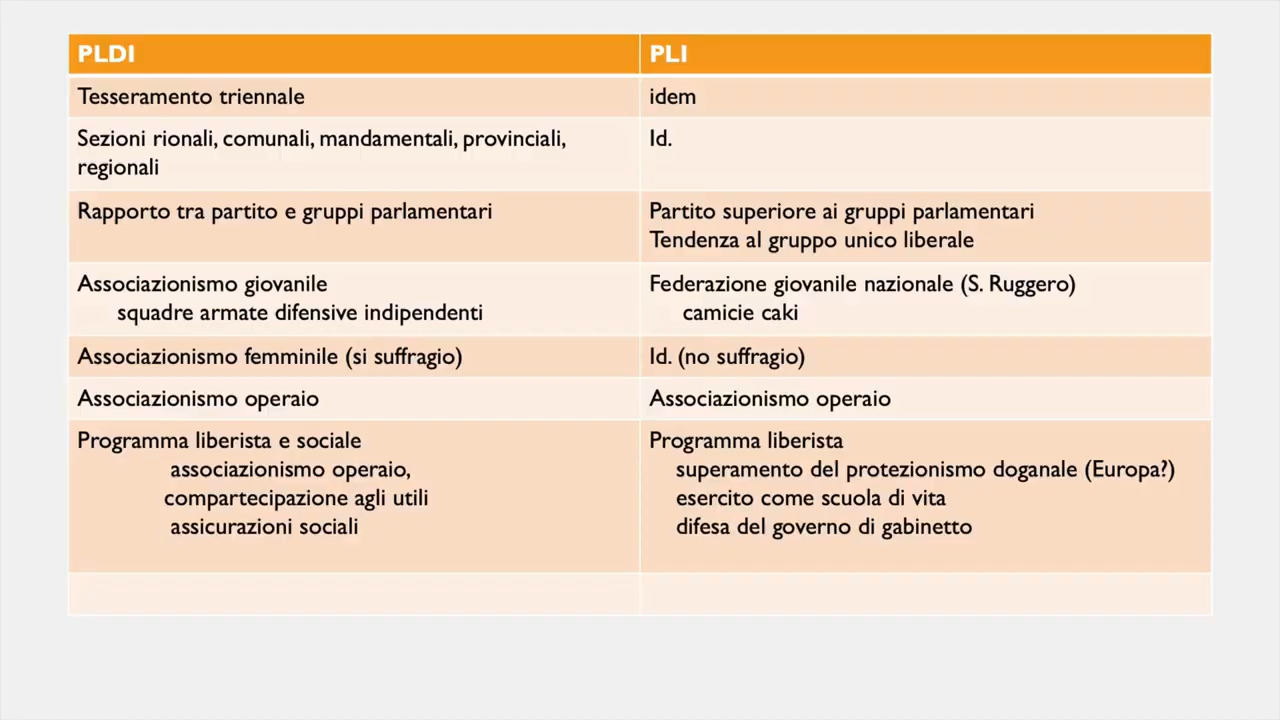 PLDI
PLI
Tesseramento triennale
idem
Sezioni rionali, comunali, mandamentali, provinciali,
regionali
Id.
Rapporto tra partito e gruppi parlamentari
Partito superiore ai gruppi parlamentari
Tendenza al gruppo unico liberale
Associazionismo giovanile
squadre armate difensive indipendenti
Federazione giovanile nazionale (S. Ruggero)
camicie caki
Associazionismo femminile (si suffragio)
Id. (no suffragio)
Associazionismo operaio
Associazionismo operaio
Programma liberista e sociale
associazionismo operaio,
compartecipazione agli utili
assicurazioni sociali
Programma liberista
superamento del protezionismo doganale (Europa?)
esercito come scuola di vita
difesa del governo di gabinetto